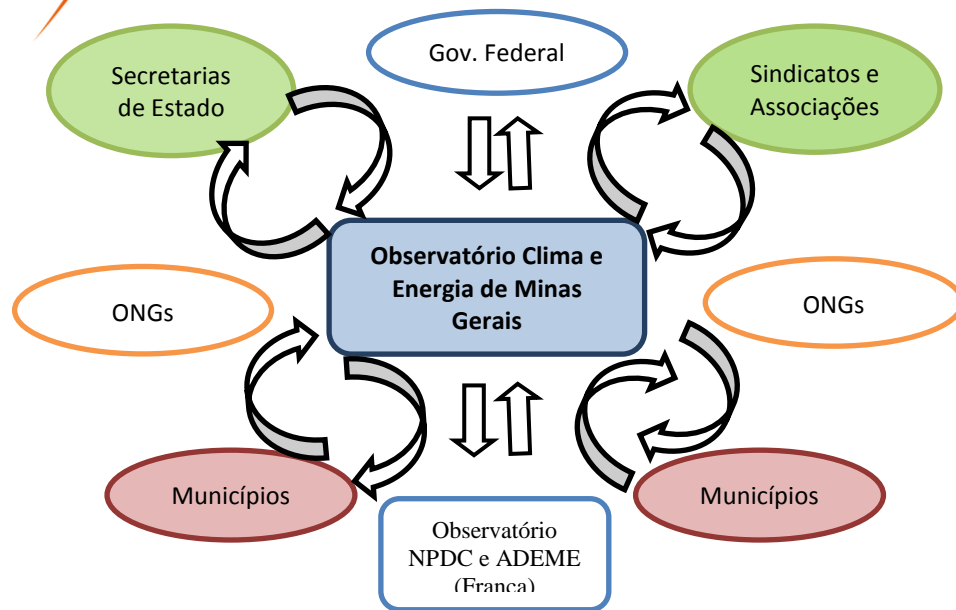 Gov. Federal
Secretarias
de Estado
Sindicatos e
Associações
Observatório Clima e
Energia de Minas
Gerais
ONGs
ONGs
Municípios
Municípios
Observatório
NPDC e ADEME
(França)